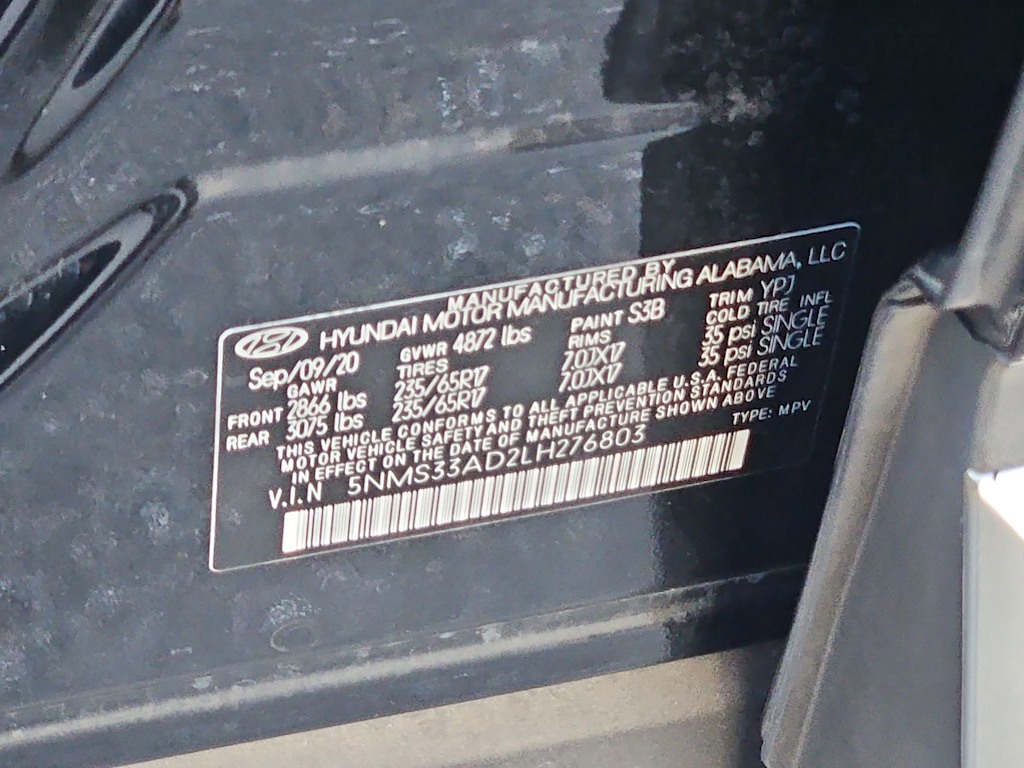 MANUFACTURED BY
HYUNDAI MOTOR MANUFACTURING ALABAMA, LLC
Sep/09/20 GVWR 4872 lbs PAINT S3B TRIM YPJ
GAWR TIRES RIMS COLD TIRE INFL
FRONT 2866 lbs 235/65R17 7.0JX17 35 psi SINGLE
REAR 3075 lbs 235/65R17 7.0JX17 35 psi SINGLE
THIS VEHICLE CONFORMS TO ALL APPLICABLE U.S.A. FEDERAL
MOTOR VEHICLE SAFETY AND THEFT PREVENTION STANDARDS
IN EFFECT ON THE DATE OF MANUFACTURE SHOWN ABOVE
V.I.N 5NMS33AD2LH276803 TYPE: MPV